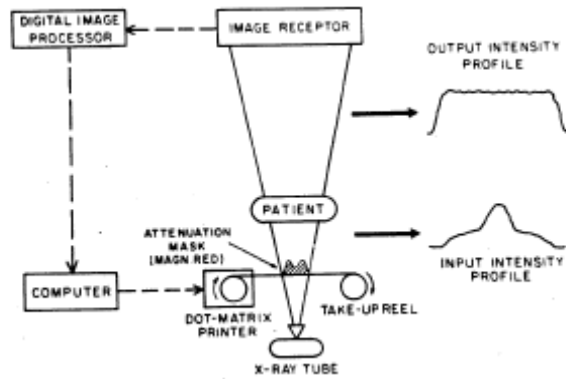 DIGITAL IMAGE
PROCESSOR
IMAGE RECEPTOR
OUTPUT INTENSITY
PROFILE
PATIENT
ATTENUATION
MASK
(MAGN. RED)
INPUT INTENSITY
PROFILE
COMPUTER
DOT-MATRIX
PRINTER
TAKE-UP REEL
X-RAY TUBE